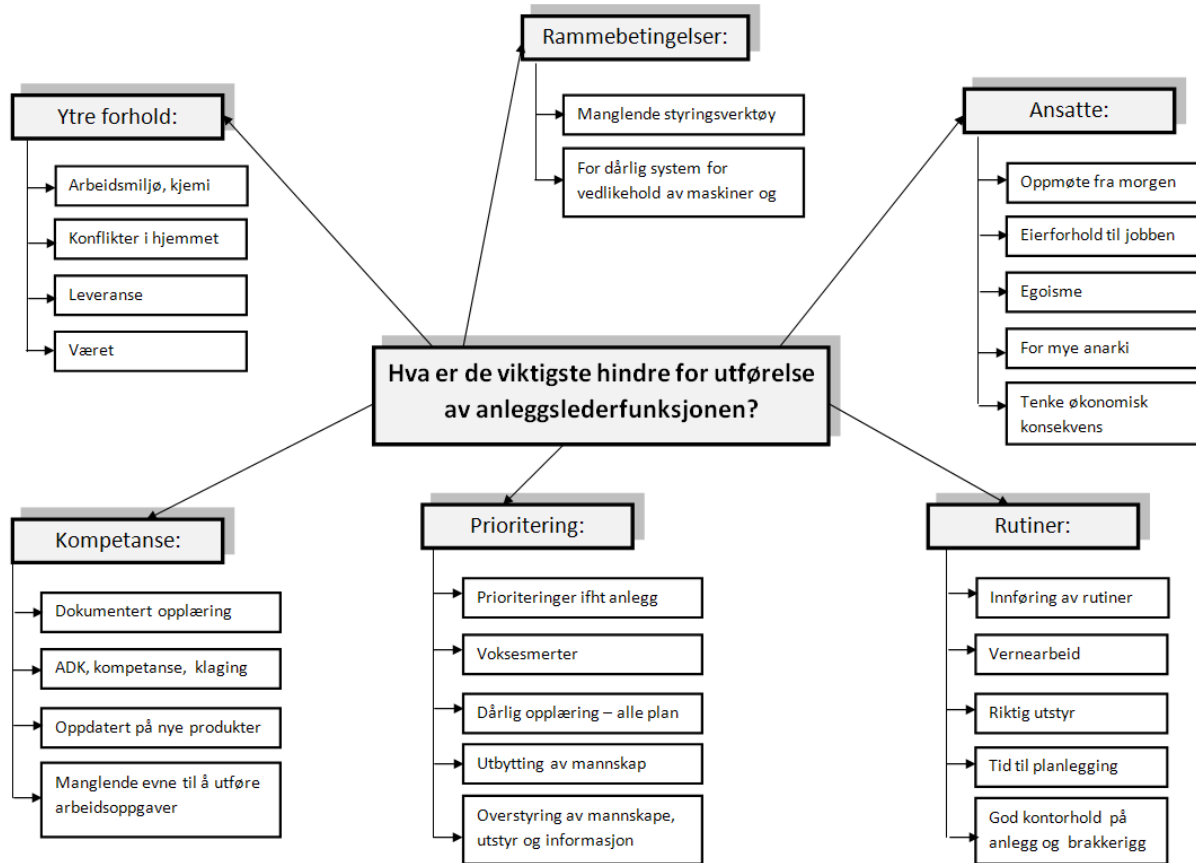 Rammebetingelser:
Manglende styringsverktøy
For dårlig system for
vedlikehold av maskiner og
Ytre forhold:
Arbeidsmiljø, kjemi
Konflikter i hjemmet
Leveranse
Været
Ansatte:
Oppmøte fra morgen
Eierforhold til jobben
Egoisme
For mye anarki
Tenke økonomisk
konsekvens
Hva er de viktigste hindre for utførelse
av anleggslederfunksjonen?
Kompetanse:
Dokumentert opplæring
ADK, kompetanse, klaging
Oppdatert på nye produkter
Manglende evne til å utføre
arbeidsoppgaver
Prioritering:
Prioriteringer ifht anlegg
Voksesmerter
Dårlig opplæring – alle plan
Utbytting av mannskap
Overstyring av mannskape,
utstyr og informasjon
Rutiner:
Innføring av rutiner
Vernearbeid
Riktig utstyr
Tid til planlegging
God kontorhold på
anlegg og brakkerigg